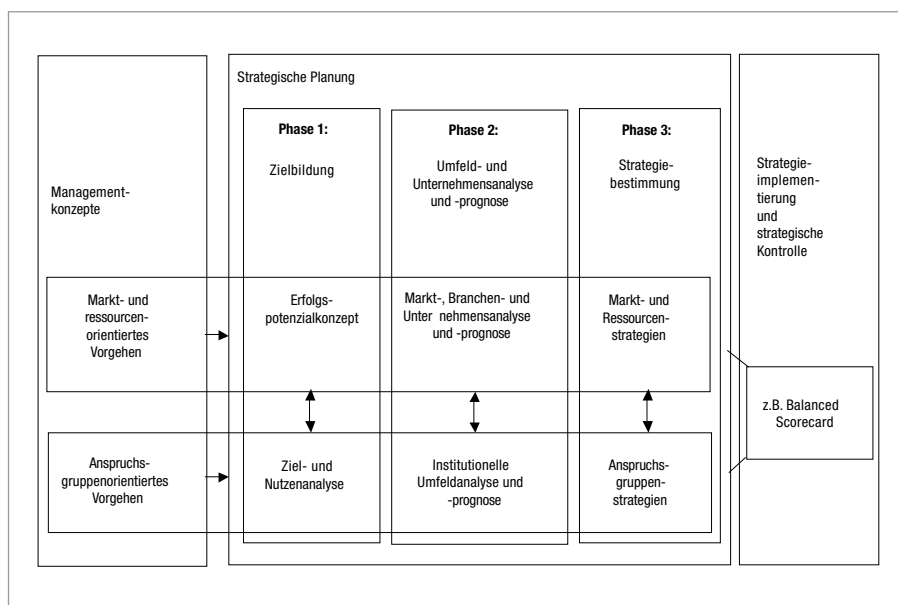 Strategische Planung
Management-
konzepte
Phase 1:
Zielbildung
Phase 2:
Umfeld- und
Unternehmensanalyse
und -prognose
Phase 3:
Strategie-
bestimmung
Strategie-
implemen-
tierung
und
strategische
Kontrolle
Markt- und
ressourcen-
orientiertes
Vorgehen
Erfolgs-
potenzialkonzept
Markt-, Branchen- und
Unter nehmensanalyse
und -prognose
Markt- und
Ressourcen-
strategien
z.B. Balanced
Scorecard
Anspruchs-
gruppenorientiertes
Vorgehen
Ziel- und
Nutzenanalyse
Institutionelle
Umfeldanalyse und
-prognose
Anspruchs-
gruppen-
strategien